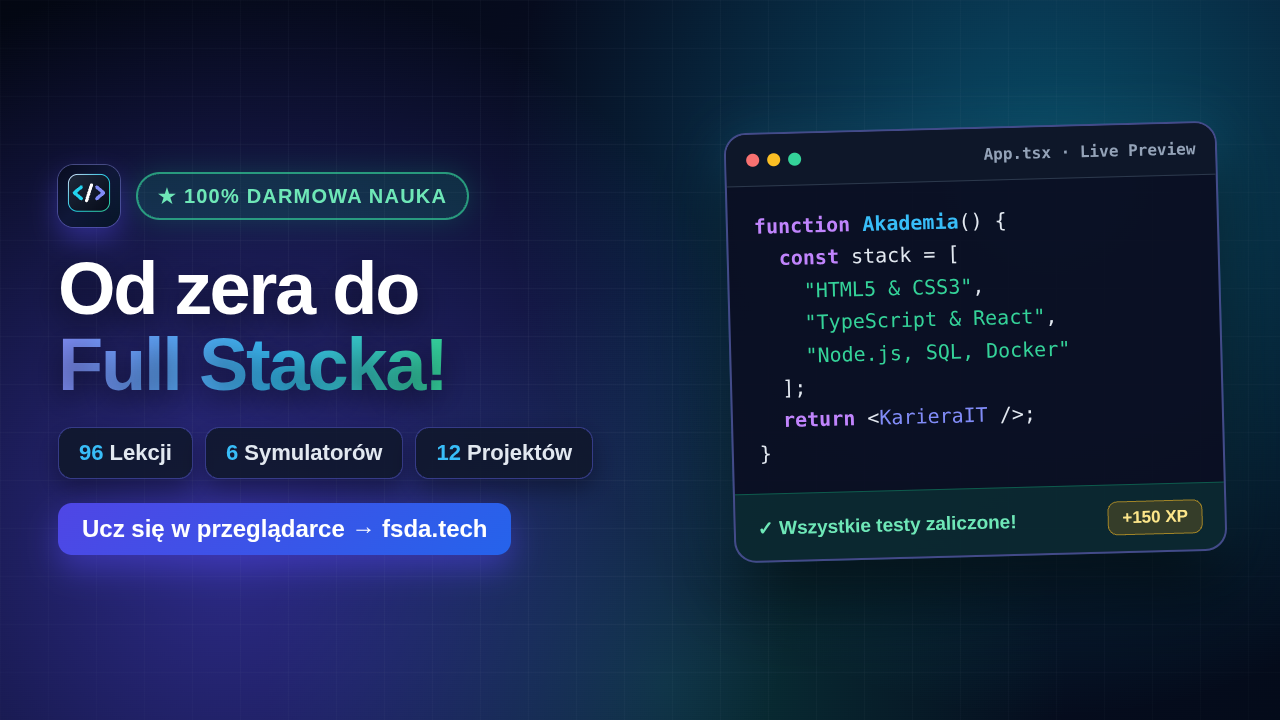 </>
★ 100% DARMOWA NAUKA
Od zera do
Full Stacka!
96 Lekcji
6 Symulatorów
12 Projektów
Ucz się w przeglądarce → fsda.tech
App.tsx · Live Preview
function Akademia() {
  const stack = [
    "HTML5 & CSS3",
    "TypeScript & React",
    "Node.js, SQL, Docker"
  ];
  return <KarieraIT />;
}
✓ Wszystkie testy zaliczone!
+150 XP